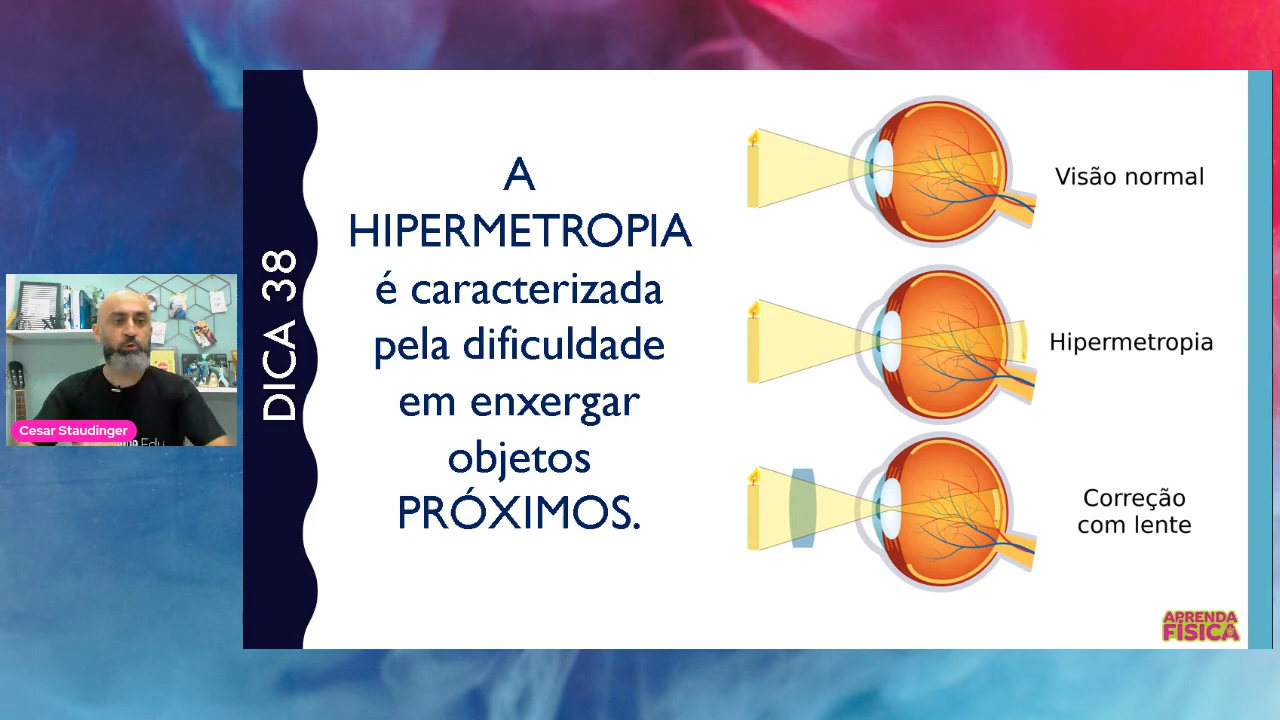 DICA 38
A
HIPERMETROPIA
é caracterizada
pela dificuldade
em enxergar
objetos
PRÓXIMOS.
Visão normal
Hipermetropia
Correção
com lente
Cesar Staudinger
Edu
APRENDA
FÍSICA